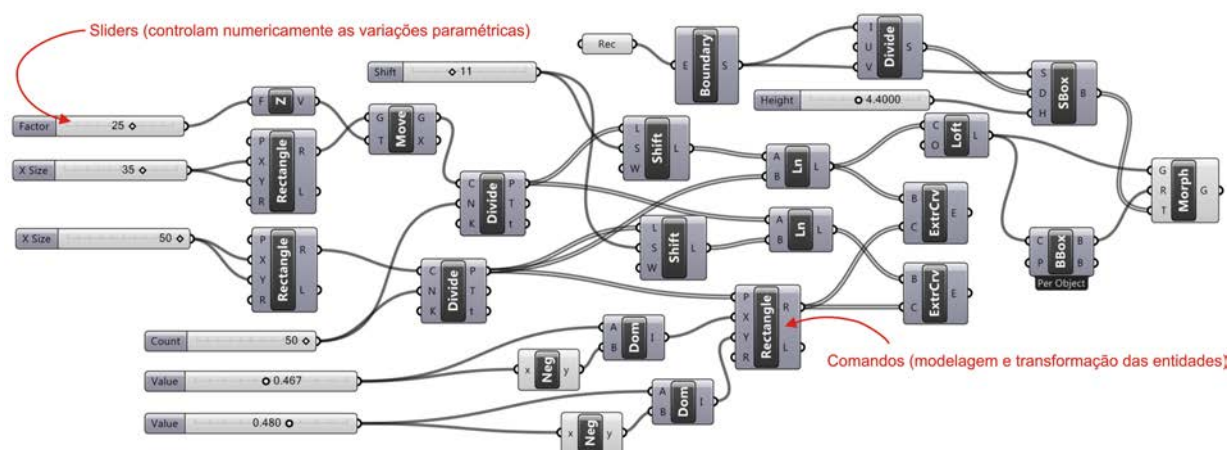 Sliders (controlam numericamente as variações paramétricas)
Rec
E Boundary S
I U V Divide S
Shift 11
Height 4.4000
S D H SBox B
Factor 25
F Z V
G T Move G X
X Size 35
P X Y R Rectangle R L
L S W Shift L
A B Ln L
C O Loft L
C N K Divide P T t
G R T Morph G
B C ExtrCrv E
X Size 50
P X Y R Rectangle R L
L S W Shift L
A B Ln L
C P BBox B B
Per Object
C N K Divide P T t
B C ExtrCrv E
P X Y R Rectangle R L
Count 50
A B Dom I
Comandos (modelagem e transformação das entidades)
Value 0.467
x Neg y
A B Dom I
Value 0.480
x Neg y